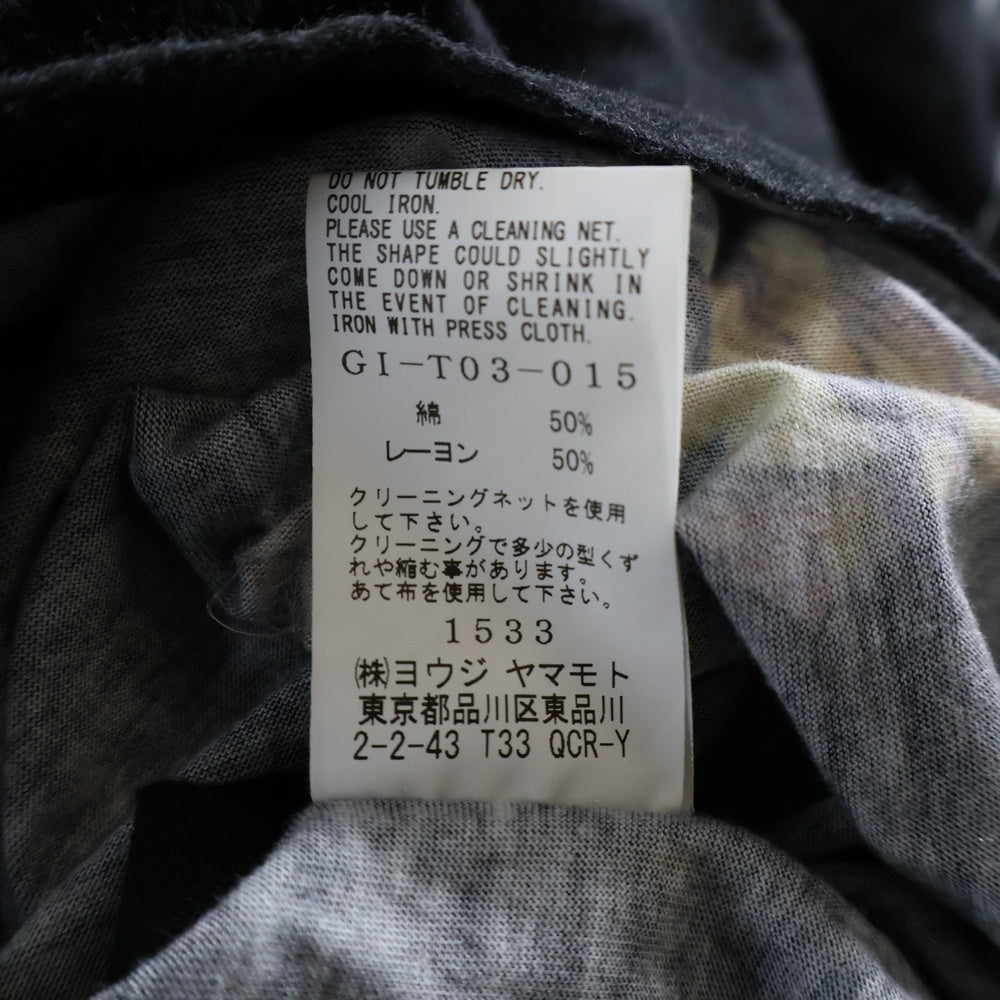 DO NOT TUMBLE DRY.
COOL IRON.
PLEASE USE A CLEANING NET.
THE SHAPE COULD SLIGHTLY
COME DOWN OR SHRINK IN
THE EVENT OF CLEANING.
IRON WITH PRESS CLOTH.
GI-T03-015
綿 50%
レーヨン 50%
クリーニングネットを使用
して下さい。
クリーニングで多少の型くず
れや縮む事があります。
あて布を使用して下さい。
1533
㈱ヨウジ ヤマモト
東京都品川区東品川
2-2-43 T33 QCR-Y